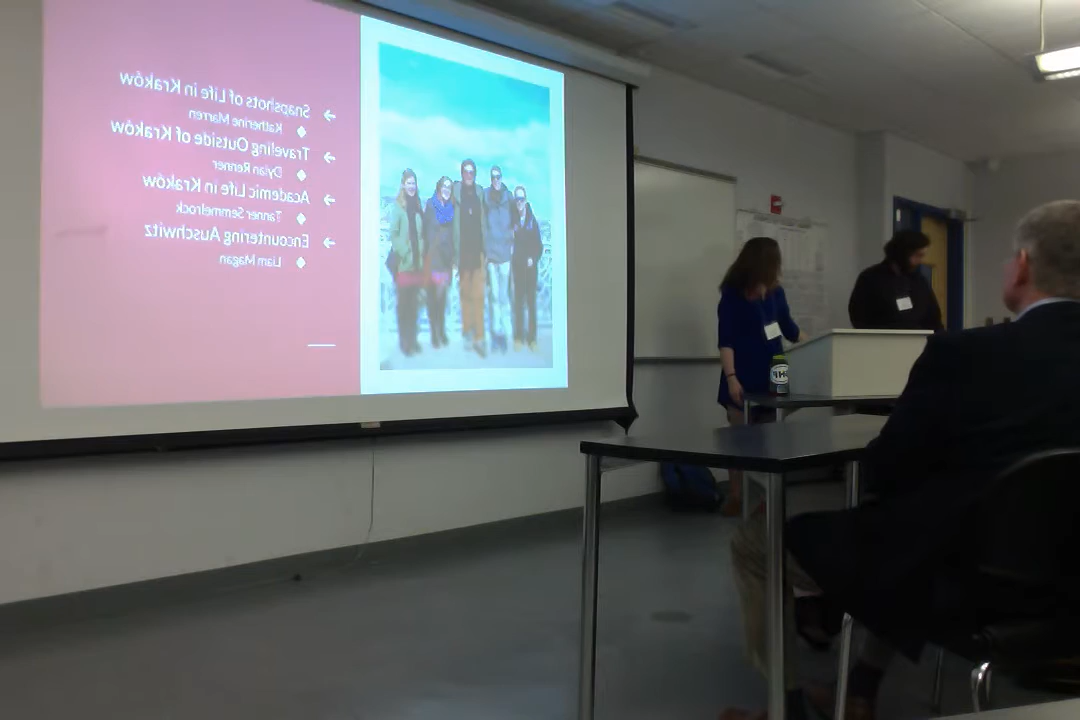 → Snapshots of Life in Kraków
◆ Katherine Marren
→ Traveling Outside of Kraków
◆ Dylan Renner
→ Academic Life in Kraków
◆ Tanner Semmelrock
→ Encountering Auschwitz
◆ Liam Magan